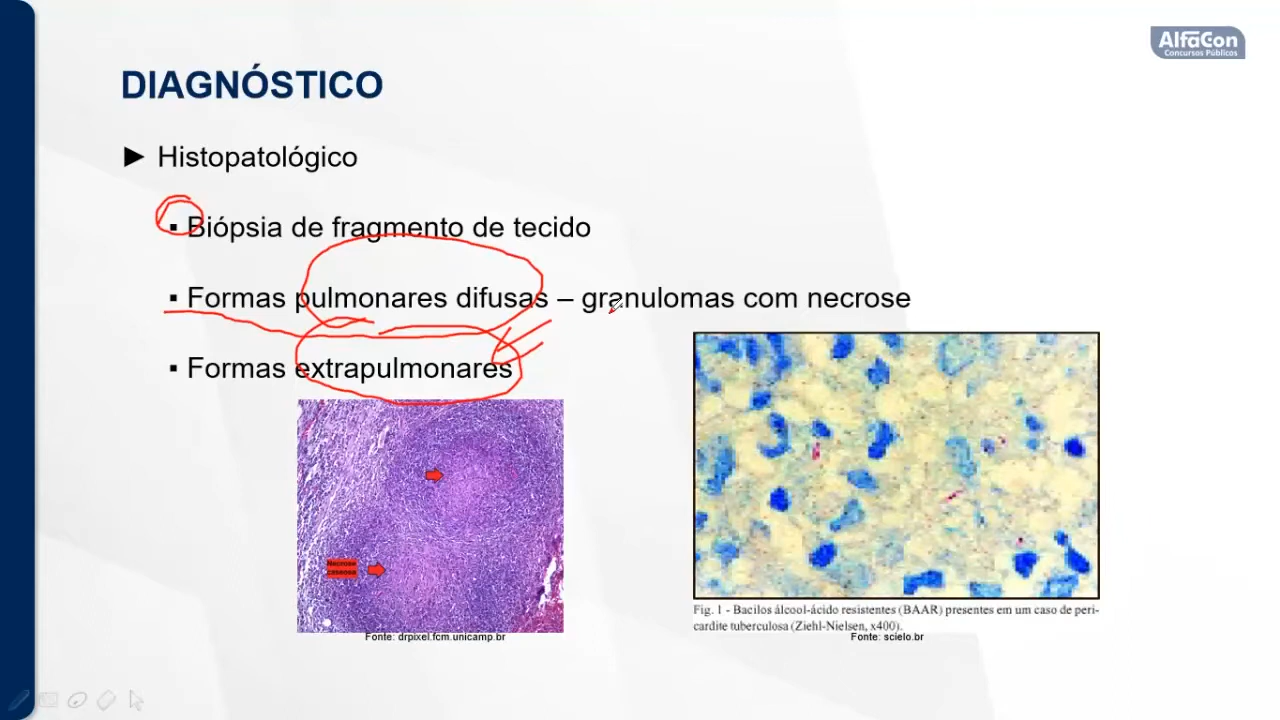 AlfaCon
Concursos Públicos
DIAGNÓSTICO
► Histopatológico
▪ Biópsia de fragmento de tecido
▪ Formas pulmonares difusas – granulomas com necrose
▪ Formas extrapulmonares
Necrose
caseosa
Fig. 1 - Bacilos álcool-ácido resistentes (BAAR) presentes em um caso de peri-
cardite tuberculosa (Ziehl-Nielsen, x400).
Fonte: drpixel.fcm.unicamp.br
Fonte: scielo.br